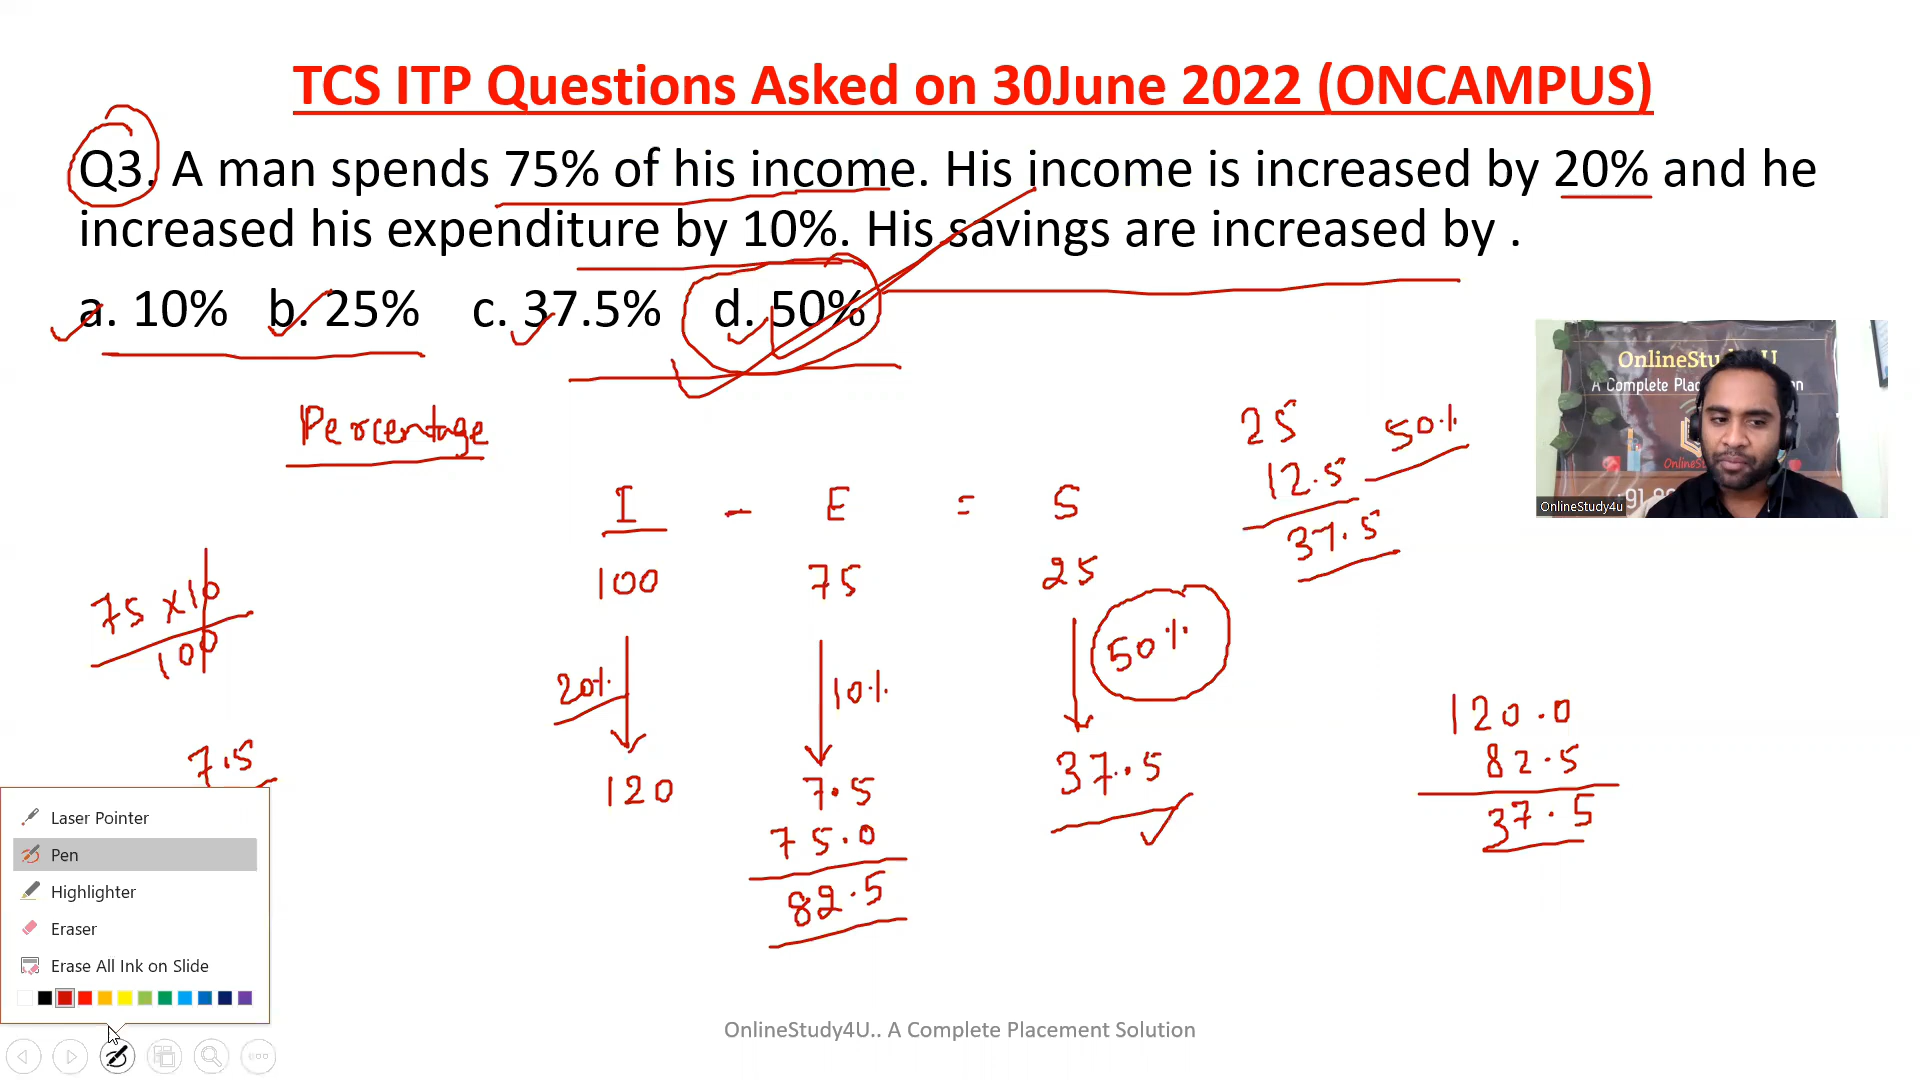 TCS ITP Questions Asked on 30June 2022 (ONCAMPUS)
Q3. A man spends 75% of his income. His income is increased by 20% and he
increased his expenditure by 10%. His savings are increased by .
a. 10% b. 25% c. 37.5% d. 50%
Percentage
I - E = S
100 75 25
20% 10% 50%
120 7.5 37.5
75.0
82.5
75 x 10
100
7.5
25
12.5 50%
37.5
120.0
82.5
37.5
OnlineStudy4U
A Complete
OnlineStudy4u
Laser Pointer
Pen
Highlighter
Eraser
Erase All Ink on Slide
OnlineStudy4U.. A Complete Placement Solution